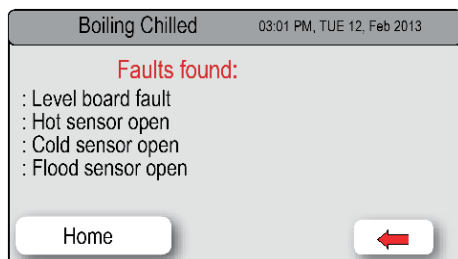 Boiling Chilled 03:01 PM, TUE 12, Feb 2013
Faults found:
: Level board fault
: Hot sensor open
: Cold sensor open
: Flood sensor open
Home